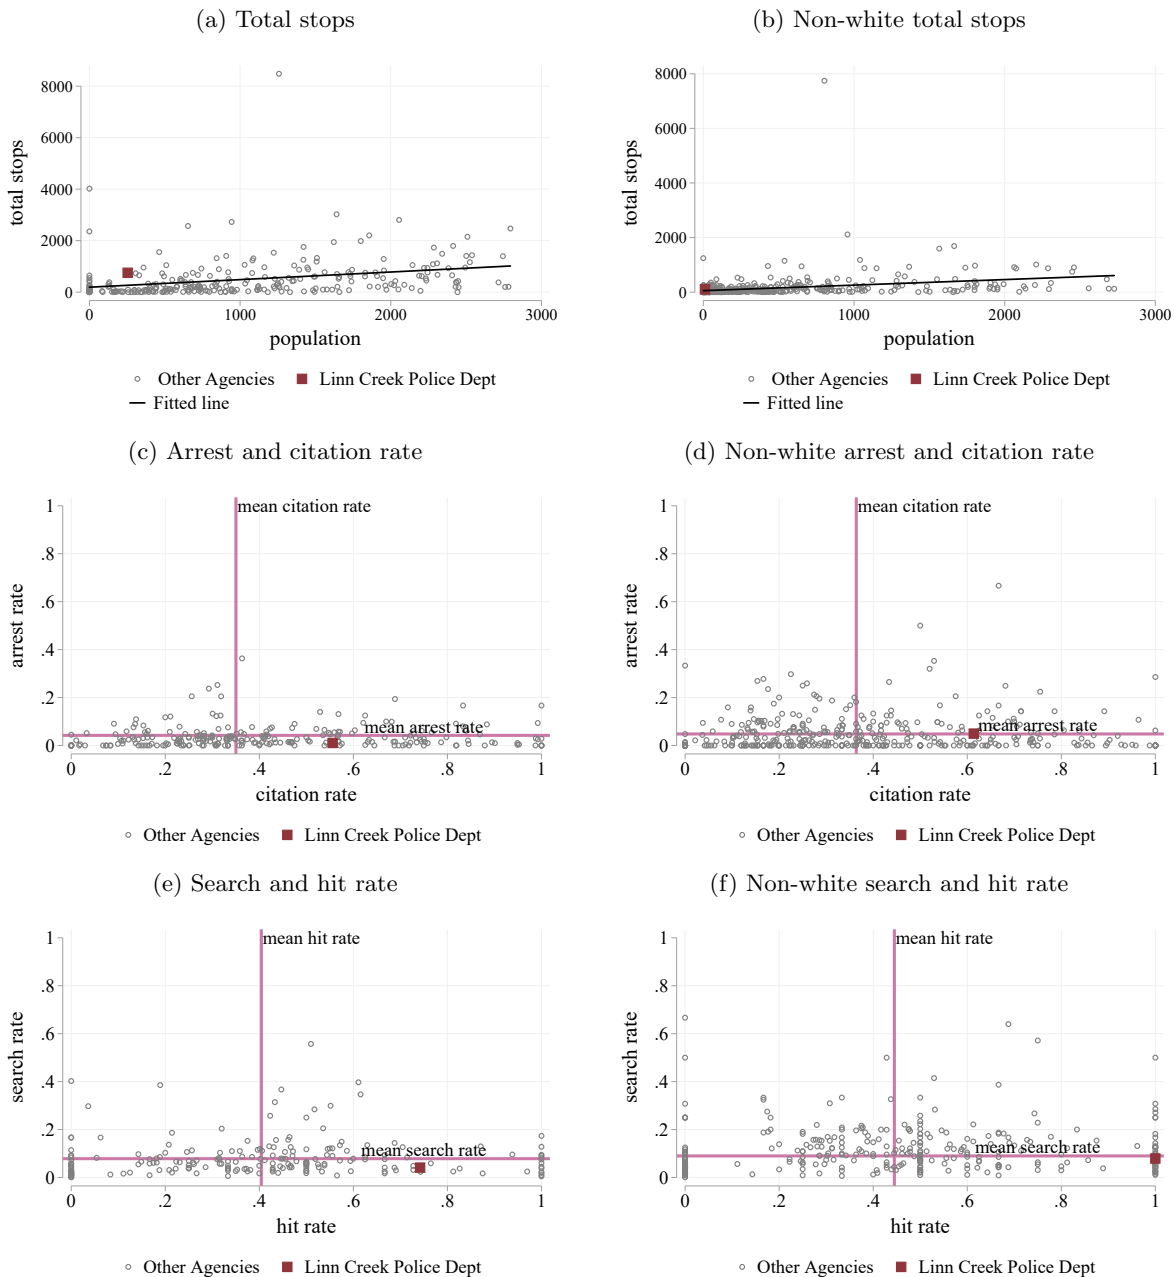 (a) Total stops
(b) Non-white total stops
total stops
8000
6000
4000
2000
0
0 1000 2000 3000
population
Other Agencies Linn Creek Police Dept
Fitted line
total stops
8000
6000
4000
2000
0
0 1000 2000 3000
population
Other Agencies Linn Creek Police Dept
Fitted line
(c) Arrest and citation rate
(d) Non-white arrest and citation rate
arrest rate
1
.8
.6
.4
.2
0
mean citation rate
mean arrest rate
0 .2 .4 .6 .8 1
citation rate
Other Agencies Linn Creek Police Dept
arrest rate
1
.8
.6
.4
.2
0
mean citation rate
mean arrest rate
0 .2 .4 .6 .8 1
citation rate
Other Agencies Linn Creek Police Dept
(e) Search and hit rate
(f) Non-white search and hit rate
search rate
1
.8
.6
.4
.2
0
mean hit rate
mean search rate
0 .2 .4 .6 .8 1
hit rate
Other Agencies Linn Creek Police Dept
search rate
1
.8
.6
.4
.2
0
mean hit rate
mean search rate
0 .2 .4 .6 .8 1
hit rate
Other Agencies Linn Creek Police Dept